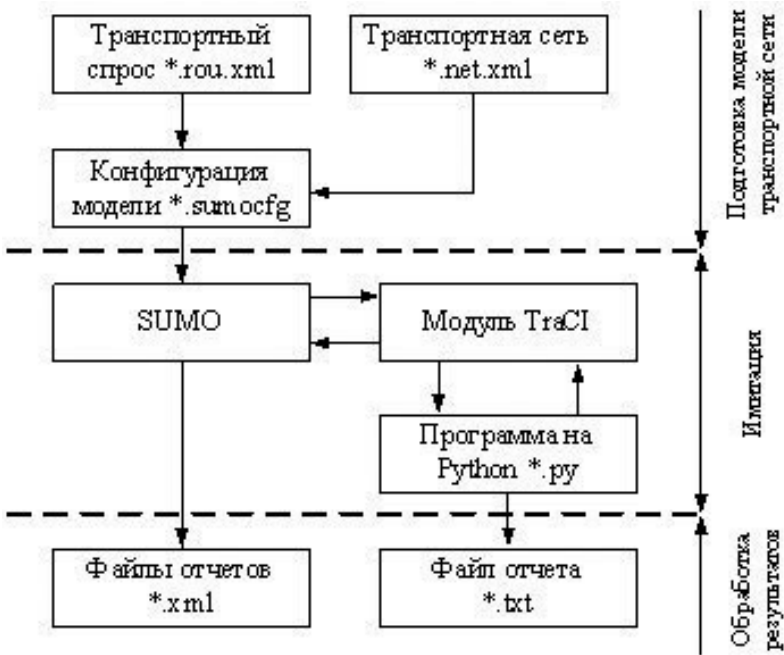 Транспортный
спрос *.rou.xml
Транспортная сеть
*.net.xml
Конфигурация
модели *.sumocfg
Подготовка модели
транспортной сети
SUMO
Модуль TraCI
Программа на
Python *.py
Имитация
Файлы отчетов
*.xml
Файл отчета
*.txt
Обработка
результатов